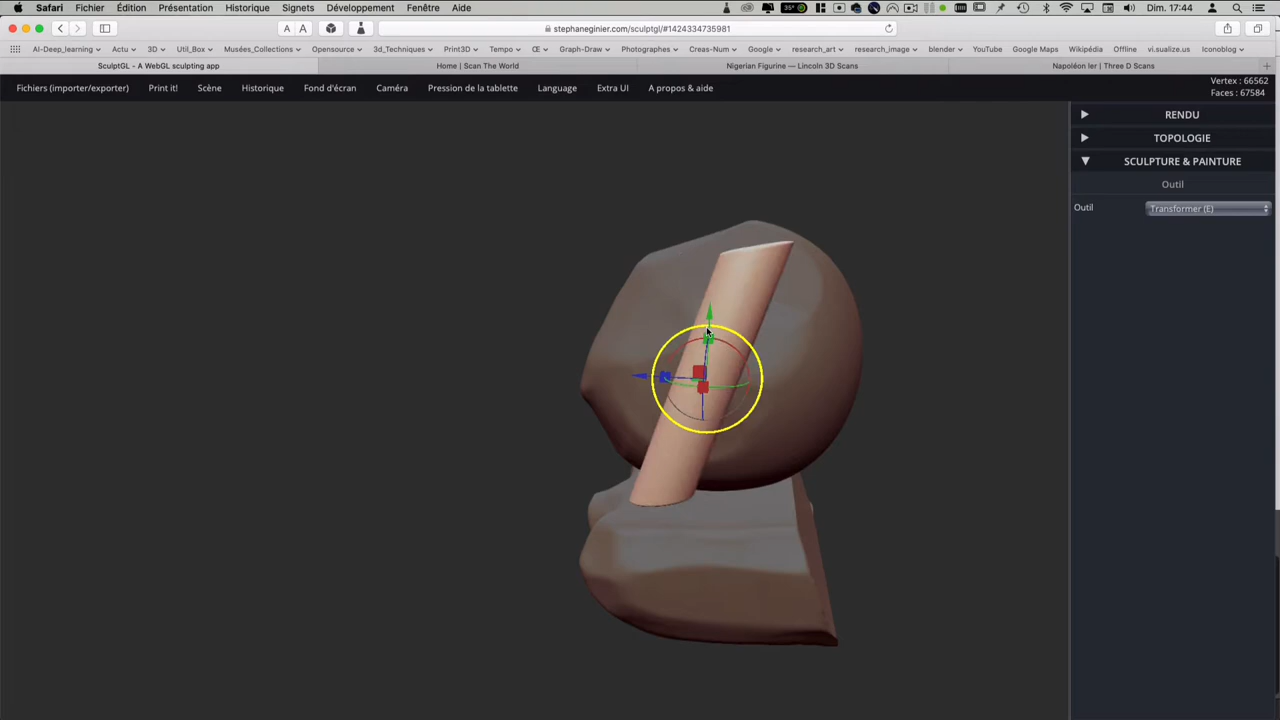 Safari Fichier Édition Présentation Historique Signets Développement Fenêtre Aide 35° Dim. 17:44
A A stephaneginier.com/sculptgl/#1424334735981
AI-Deep_learning Actu 3D Util_Box Musées_Collections Opensource 3d_Techniques Print3D Tempo Œ Graph-Draw Photographes Creas-Num Google research_art research_image blender YouTube Google Maps Wikipédia Offline vi.sualize.us Iconoblog
SculptGL - A WebGL sculpting app Home | Scan The World Nigerian Figurine — Lincoln 3D Scans Napoléon Ier | Three D Scans
Fichiers (importer/exporter) Print it! Scène Historique Fond d'écran Caméra Pression de la tablette Language Extra UI A propos & aide
Vertex : 66562
Faces : 67584
RENDU
TOPOLOGIE
SCULPTURE & PAINTURE
Outil
Outil Transformer (E)